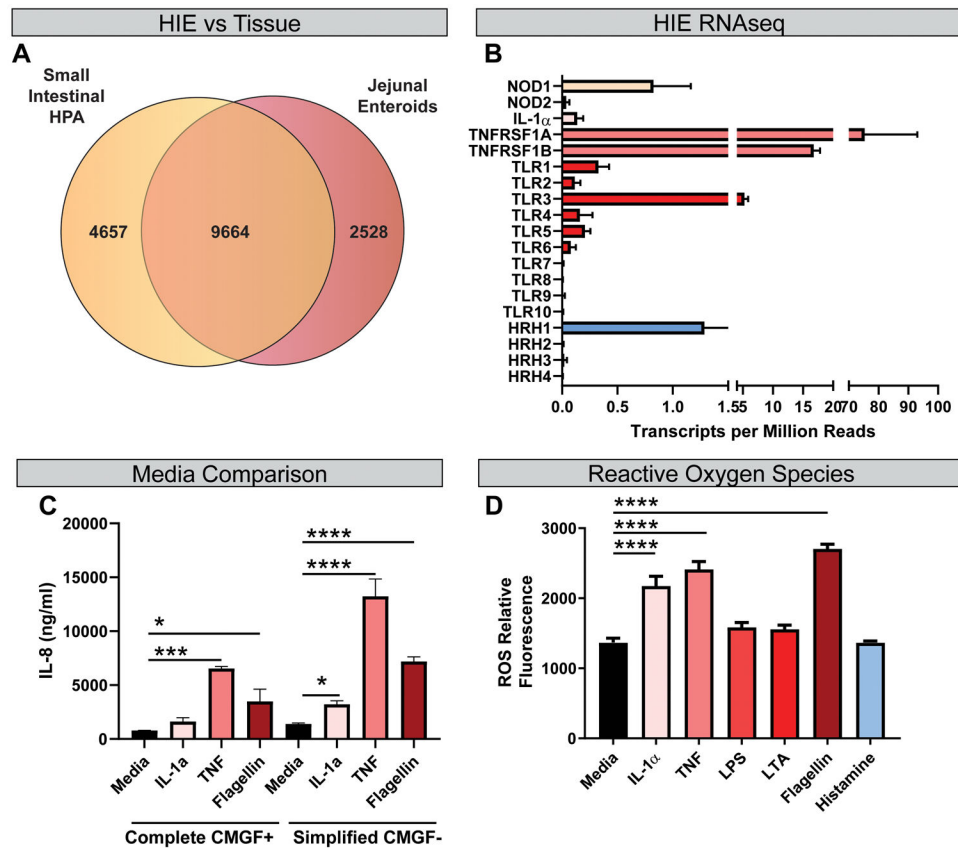 HIE vs Tissue
HIE RNAseq
A
Small
Intestinal
HPA
Jejunal
Enteroids
4657
9664
2528
B
NOD1
NOD2
IL-1α
TNFRSF1A
TNFRSF1B
TLR1
TLR2
TLR3
TLR4
TLR5
TLR6
TLR7
TLR8
TLR9
TLR10
HRH1
HRH2
HRH3
HRH4
0.0 0.5 1.0 1.55 10 15 2070 80 90 100
Transcripts per Million Reads
Media Comparison
Reactive Oxygen Species
C
20000
15000
10000
5000
0
IL-8 (ng/ml)
*
***
*
****
****
Media IL-1a TNF Flagellin Media IL-1a TNF Flagellin
Complete CMGF+ Simplified CMGF-
D
3000
2000
1000
0
ROS Relative
Fluorescence
****
****
****
Media IL-1α TNF LPS LTA Flagellin Histamine